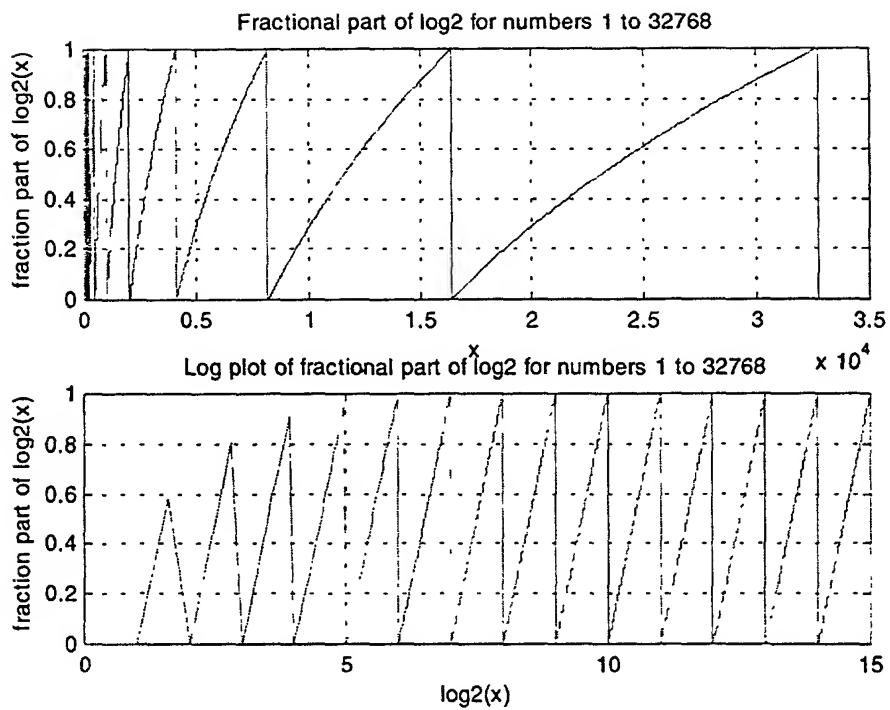 Fractional part of log2 for numbers 1 to 32768
fraction part of log2(x)
1
0.8
0.6
0.4
0.2
0
0 0.5 1 1.5 2 2.5 3 3.5
x
x 10^4
Log plot of fractional part of log2 for numbers 1 to 32768
fraction part of log2(x)
1
0.8
0.6
0.4
0.2
0
0 5 10 15
log2(x)